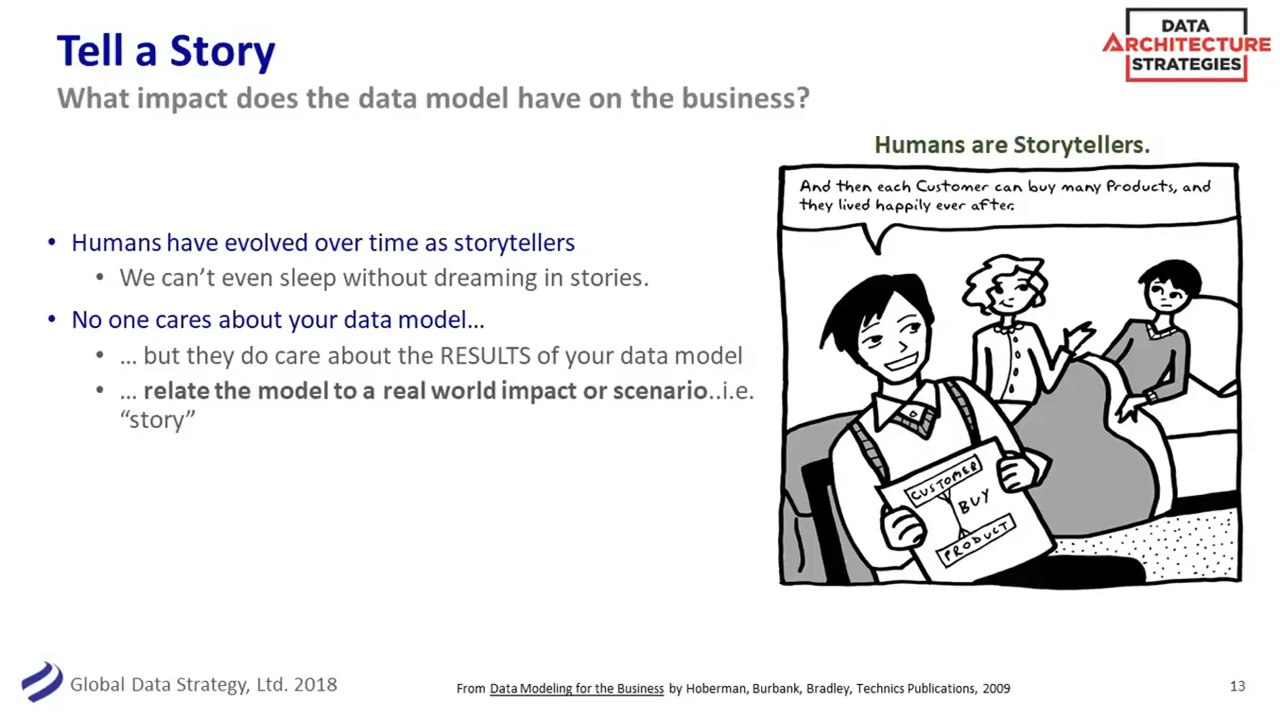 Tell a Story
What impact does the data model have on the business?
DATA
ARCHITECTURE
STRATEGIES
Humans are Storytellers.
And then each Customer can buy many Products, and
they lived happily ever after.
• Humans have evolved over time as storytellers
• We can’t even sleep without dreaming in stories.
• No one cares about your data model…
• … but they do care about the RESULTS of your data model
• … relate the model to a real world impact or scenario..i.e.
“story”
CUSTOMER
BUY
PRODUCT
Global Data Strategy, Ltd. 2018
From Data Modeling for the Business by Hoberman, Burbank, Bradley, Technics Publications, 2009
13